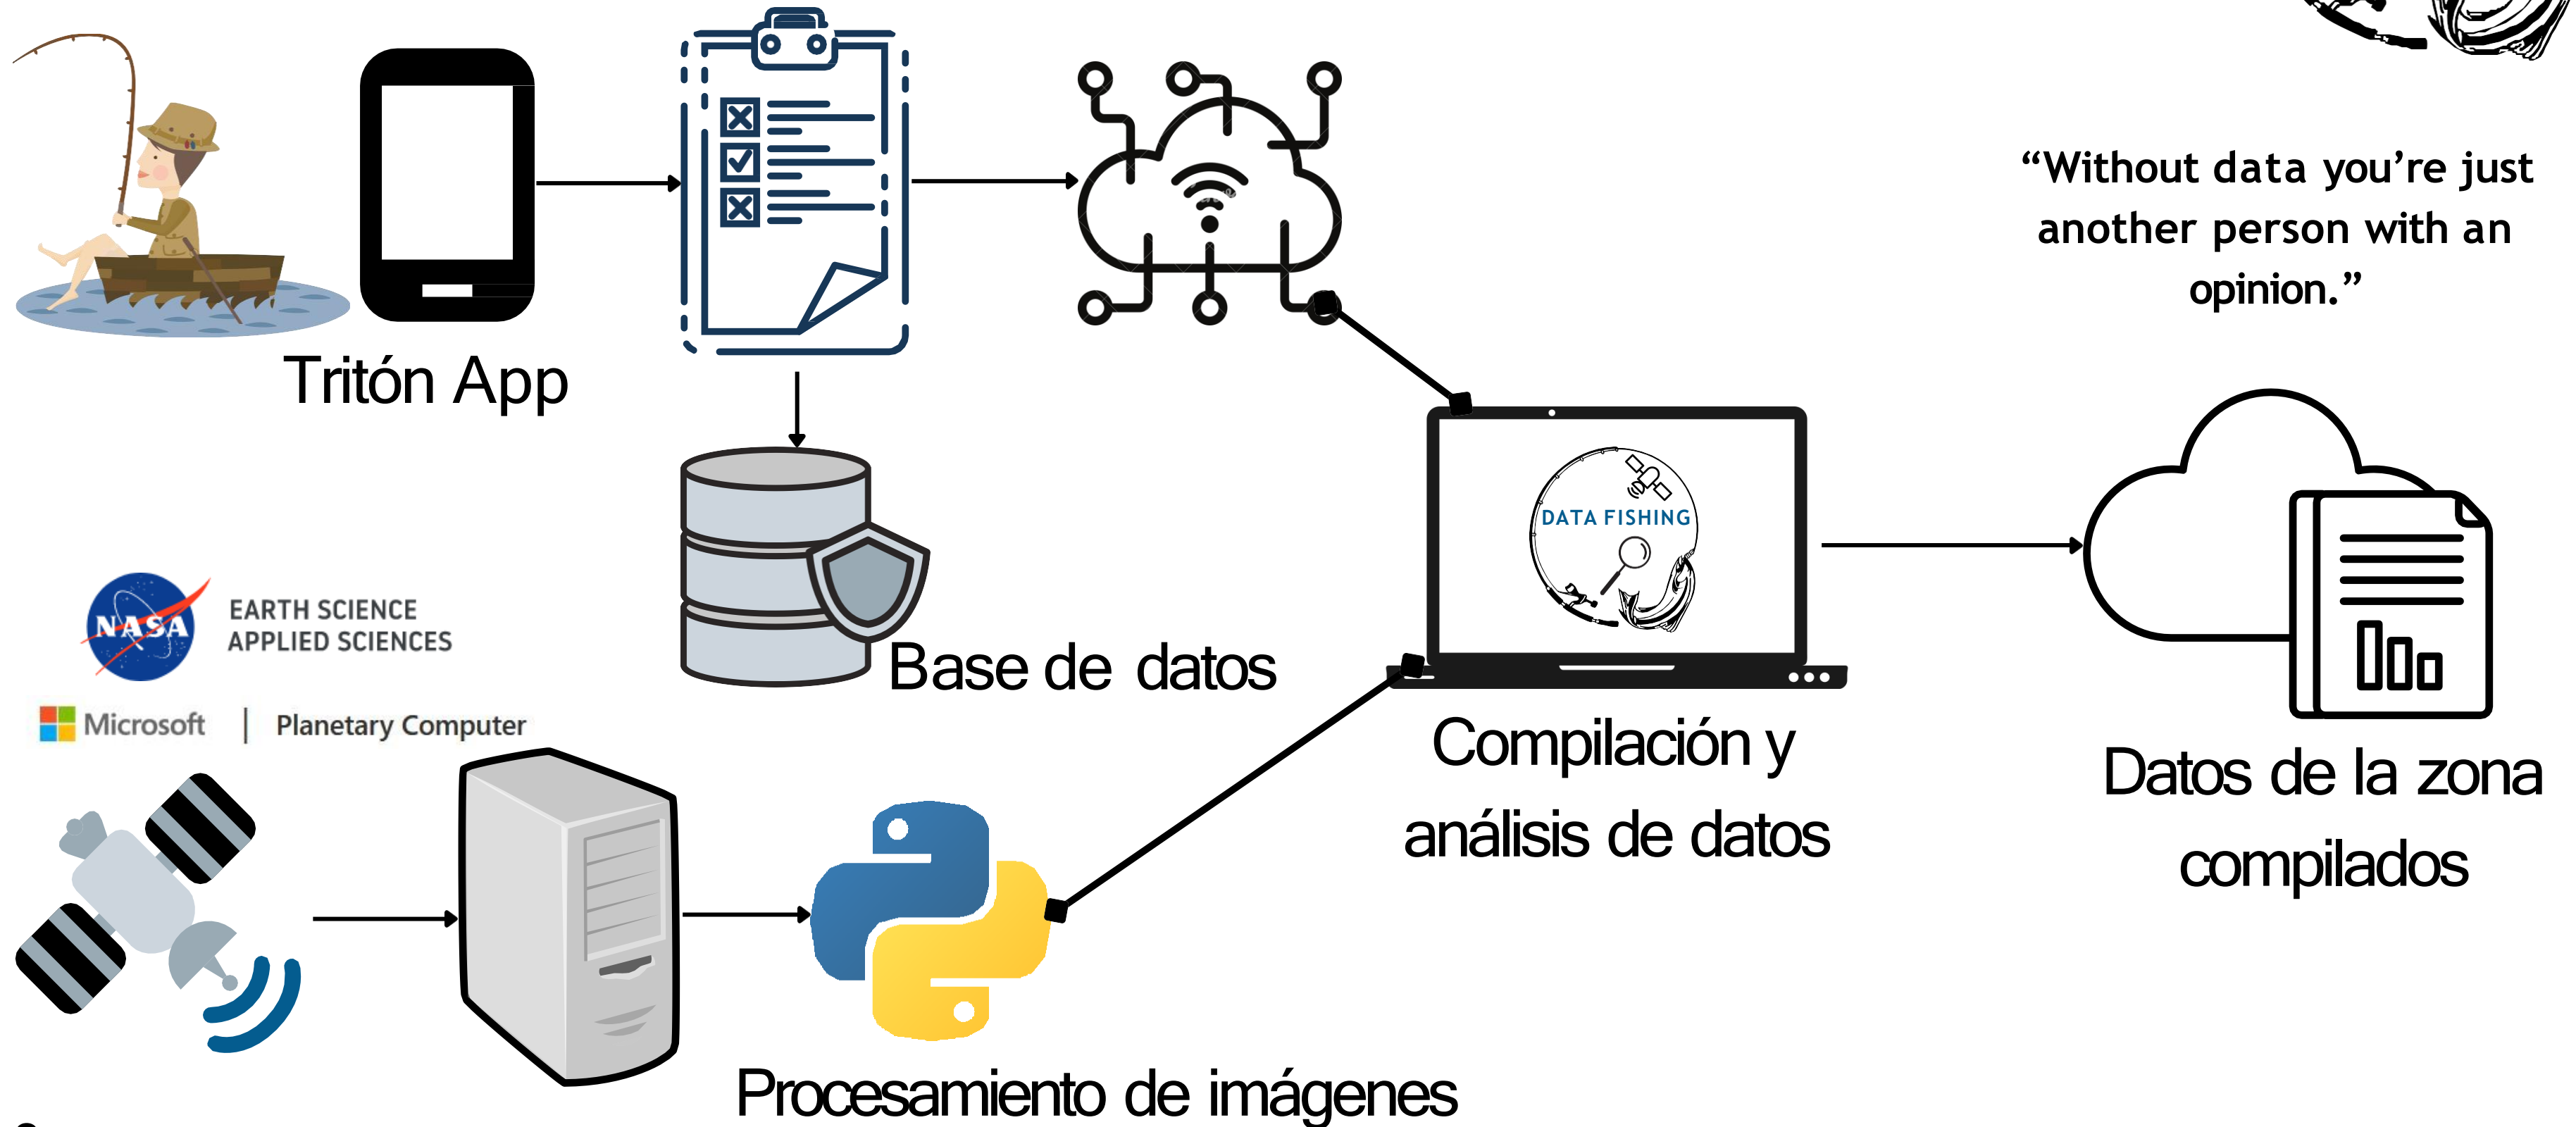 “Without data you’re just
another person with an
opinion.”
Tritón App
DATA FISHING
NASA
EARTH SCIENCE
APPLIED SCIENCES
Base de datos
Microsoft | Planetary Computer
Compilación y
análisis de datos
Datos de la zona
compilados
Procesamiento de imágenes